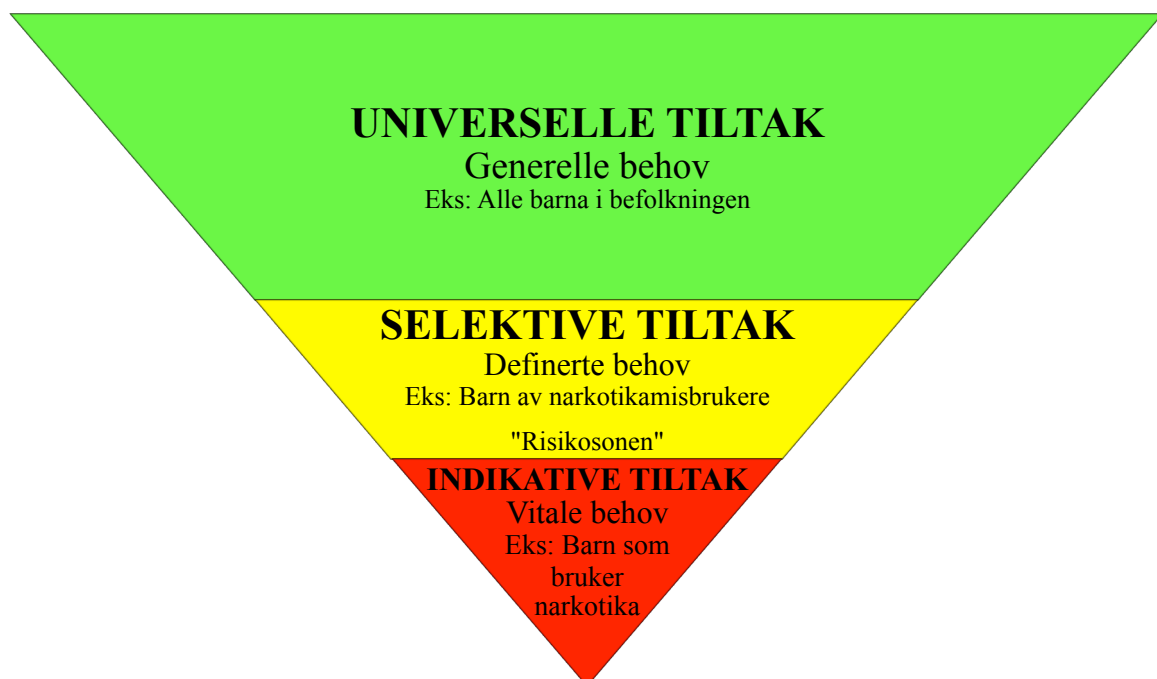 UNIVERSELLE TILTAK
Generelle behov
Eks: Alle barna i befolkningen
SELEKTIVE TILTAK
Definerte behov
Eks: Barn av narkotikamisbrukere
"Risikosonen"
INDIKATIVE TILTAK
Vitale behov
Eks: Barn som
bruker
narkotika